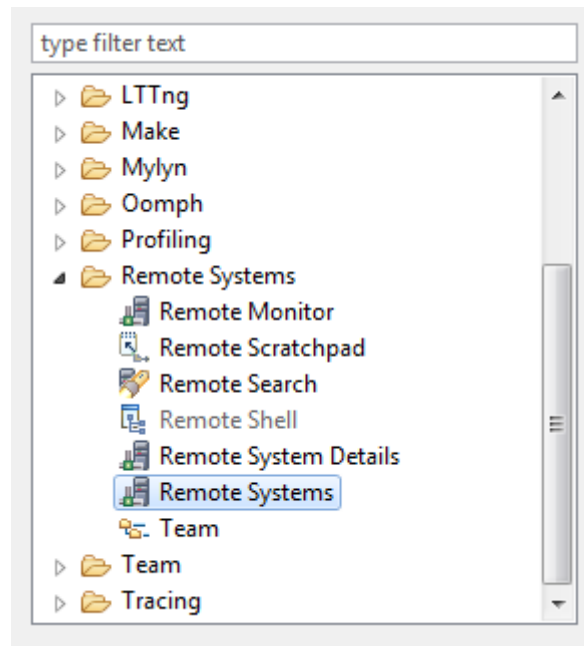 type filter text
LTTng
Make
Mylyn
Oomph
Profiling
Remote Systems
Remote Monitor
Remote Scratchpad
Remote Search
Remote Shell
Remote System Details
Remote Systems
Team
Team
Tracing